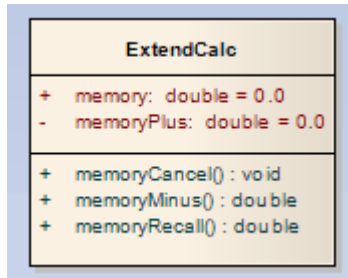 ExtendCalc
+ memory: double = 0.0
- memoryPlus: double = 0.0
+ memoryCancel() : void
+ memoryMinus() : double
+ memoryRecall() : double